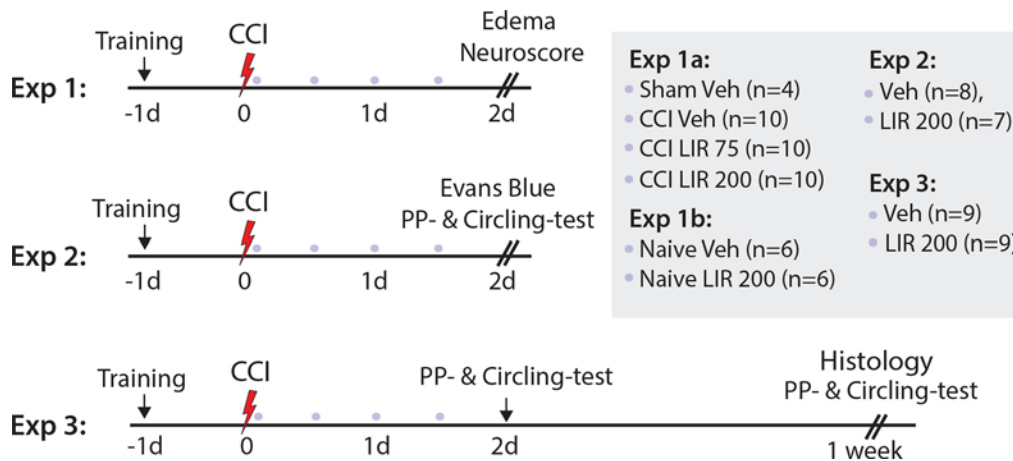 Training
CCI
Edema
Neuroscore
Exp 1:
-1d
0
1d
2d
Training
CCI
Evans Blue
PP- & Circling-test
Exp 2:
-1d
0
1d
2d
Training
CCI
PP- & Circling-test
Histology
PP- & Circling-test
Exp 3:
-1d
0
1d
2d
1 week
Exp 1a:
Sham Veh (n=4)
CCI Veh (n=10)
CCI LIR 75 (n=10)
CCI LIR 200 (n=10)
Exp 1b:
Naive Veh (n=6)
Naive LIR 200 (n=6)
Exp 2:
Veh (n=8),
LIR 200 (n=7)
Exp 3:
Veh (n=9)
LIR 200 (n=9)